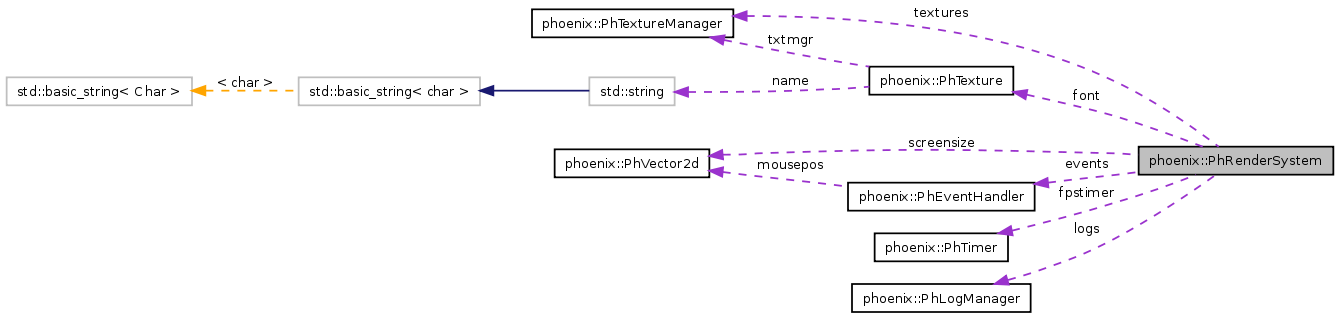 textures
phoenix::PhTextureManager
txtmgr
< char >
name
phoenix::PhTexture
std::basic_string< Char >
std::basic_string< char >
std::string
font
screensize
phoenix::PhVector2d
mousepos
events
phoenix::PhRenderSystem
phoenix::PhEventHandler
fpstimer
logs
phoenix::PhTimer
phoenix::PhLogManager